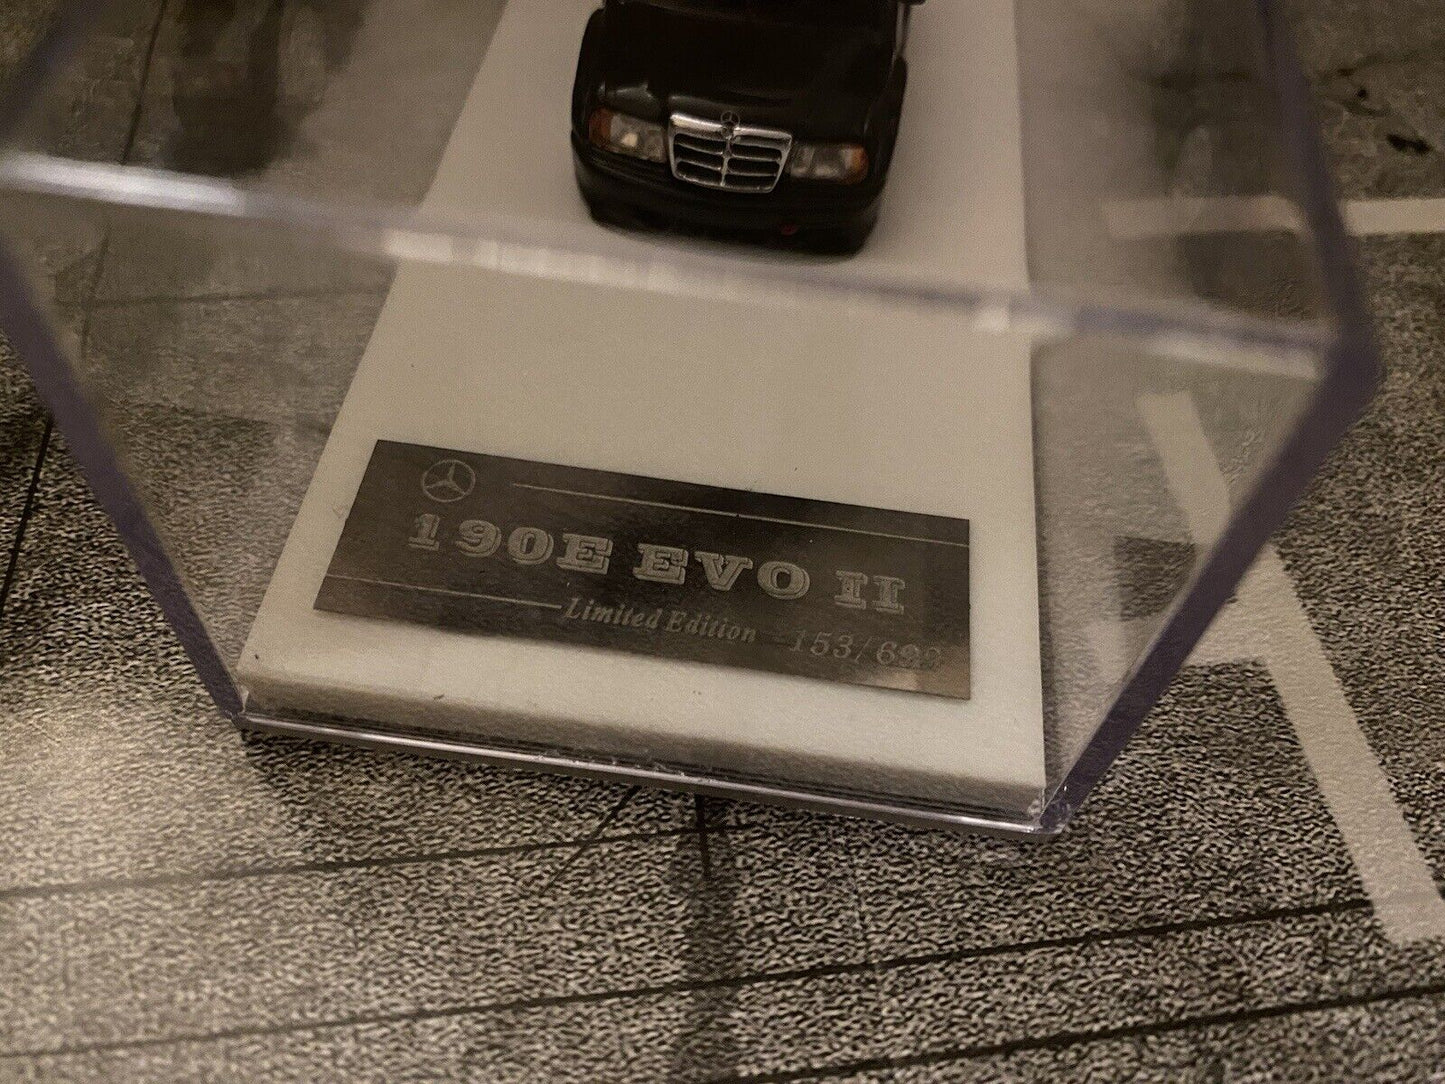 190E EVO II
Limited Edition